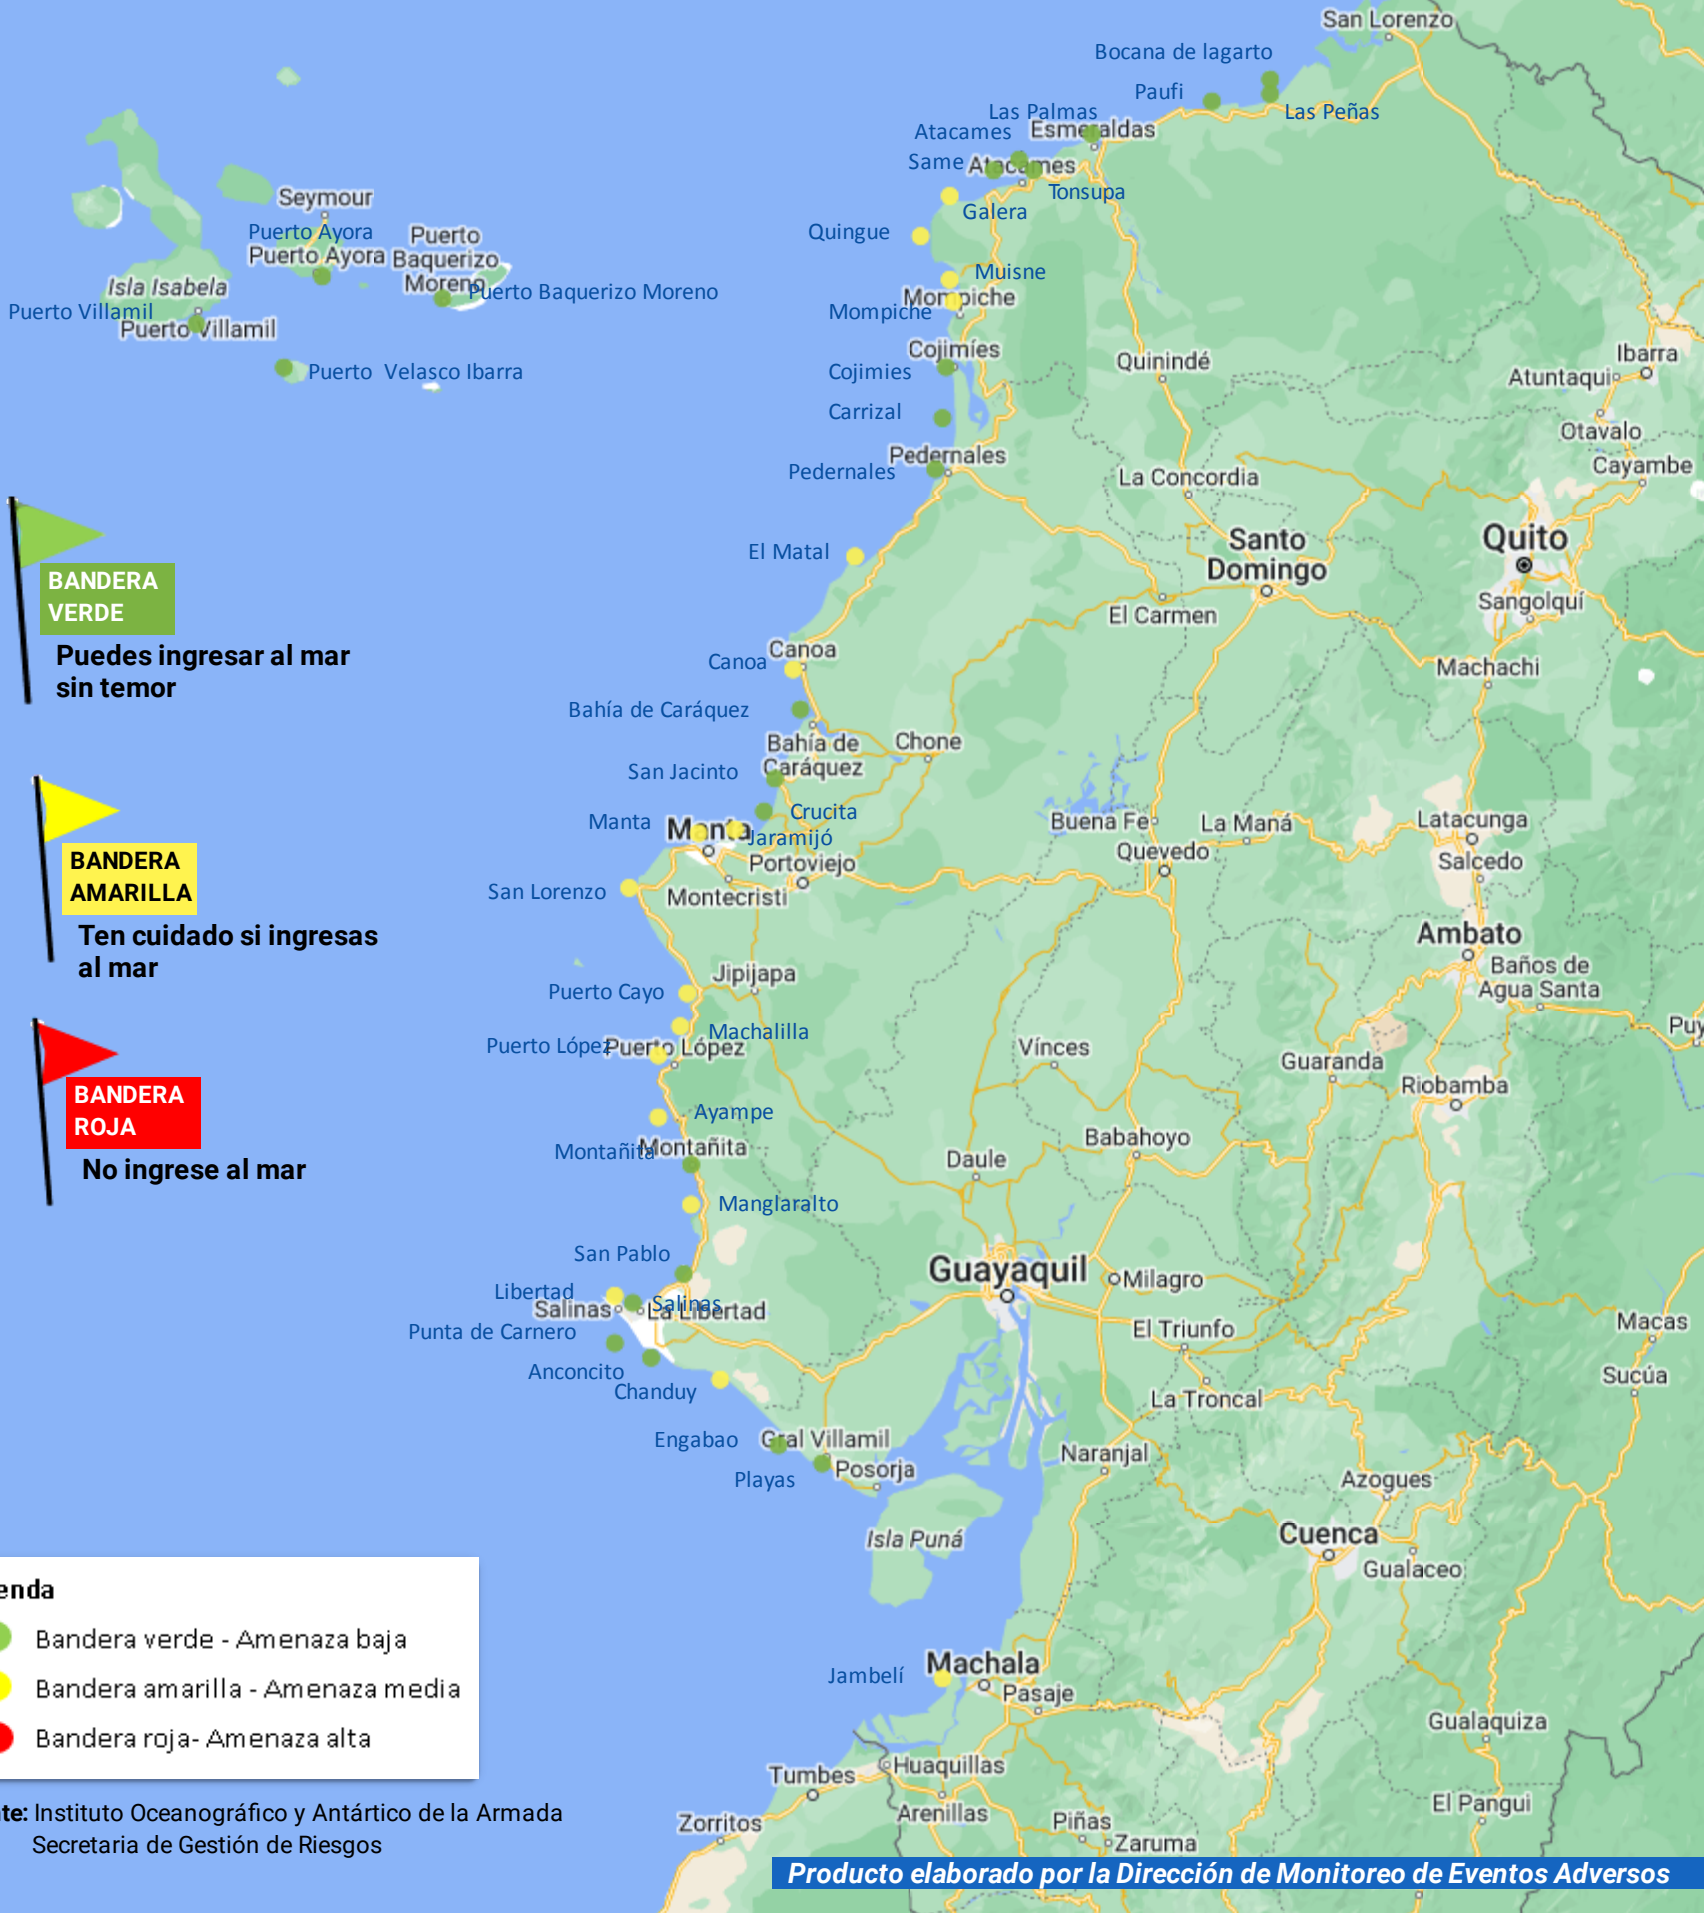 San Lorenzo
Bocana de lagarto
Paufi
Las Peñas
Las Palmas
Atacames
Esmeraldas
Same
Atacames
Tonsupa
Galera
Quingue
Muisne
Mompiche
Mompiche
Cojimíes
Cojimies
Carrizal
Pedernales
Pedernales
El Matal
Canoa
Canoa
Bahía de Caráquez
Bahía de
Caráquez
Chone
San Jacinto
Crucita
Manta
Manta
Jaramijó
Portoviejo
San Lorenzo
Montecristi
Puerto Cayo
Jipijapa
Machalilla
Puerto López
Puerto López
Ayampe
Montañita
Montañita
Manglaralto
San Pablo
Libertad
Salinas
Salinas
La Libertad
Punta de Carnero
Anconcito
Chanduy
Engabao
Gral Villamil
Playas
Posorja
Isla Puná
Jambelí
Machala
Pasaje
Huaquillas
Tumbes
Arenillas
Zorritos
Piñas
Zaruma
Seymour
Puerto Ayora
Puerto Ayora
Puerto
Baquerizo
Moreno
Puerto Baquerizo Moreno
Isla Isabela
Puerto Villamil
Puerto Villamil
Puerto Velasco Ibarra
Quinindé
Ibarra
Atuntaqui
Otavalo
Cayambe
La Concordia
Santo
Domingo
Quito
Sangolquí
El Carmen
Machachi
Buena Fe
La Maná
Latacunga
Quevedo
Salcedo
Ambato
Baños de
Agua Santa
Puy
Vínces
Guaranda
Riobamba
Babahoyo
Daule
Guayaquil
Milagro
El Triunfo
Macas
Sucúa
La Troncal
Naranjal
Azogues
Cuenca
Gualaceo
Gualaquiza
El Pangui
BANDERA
VERDE
Puedes ingresar al mar
sin temor
BANDERA
AMARILLA
Ten cuidado si ingresas
al mar
BANDERA
ROJA
No ingrese al mar
enda
Bandera verde - Amenaza baja
Bandera amarilla - Amenaza media
Bandera roja- Amenaza alta
te: Instituto Oceanográfico y Antártico de la Armada
Secretaria de Gestión de Riesgos
Producto elaborado por la Dirección de Monitoreo de Eventos Adversos